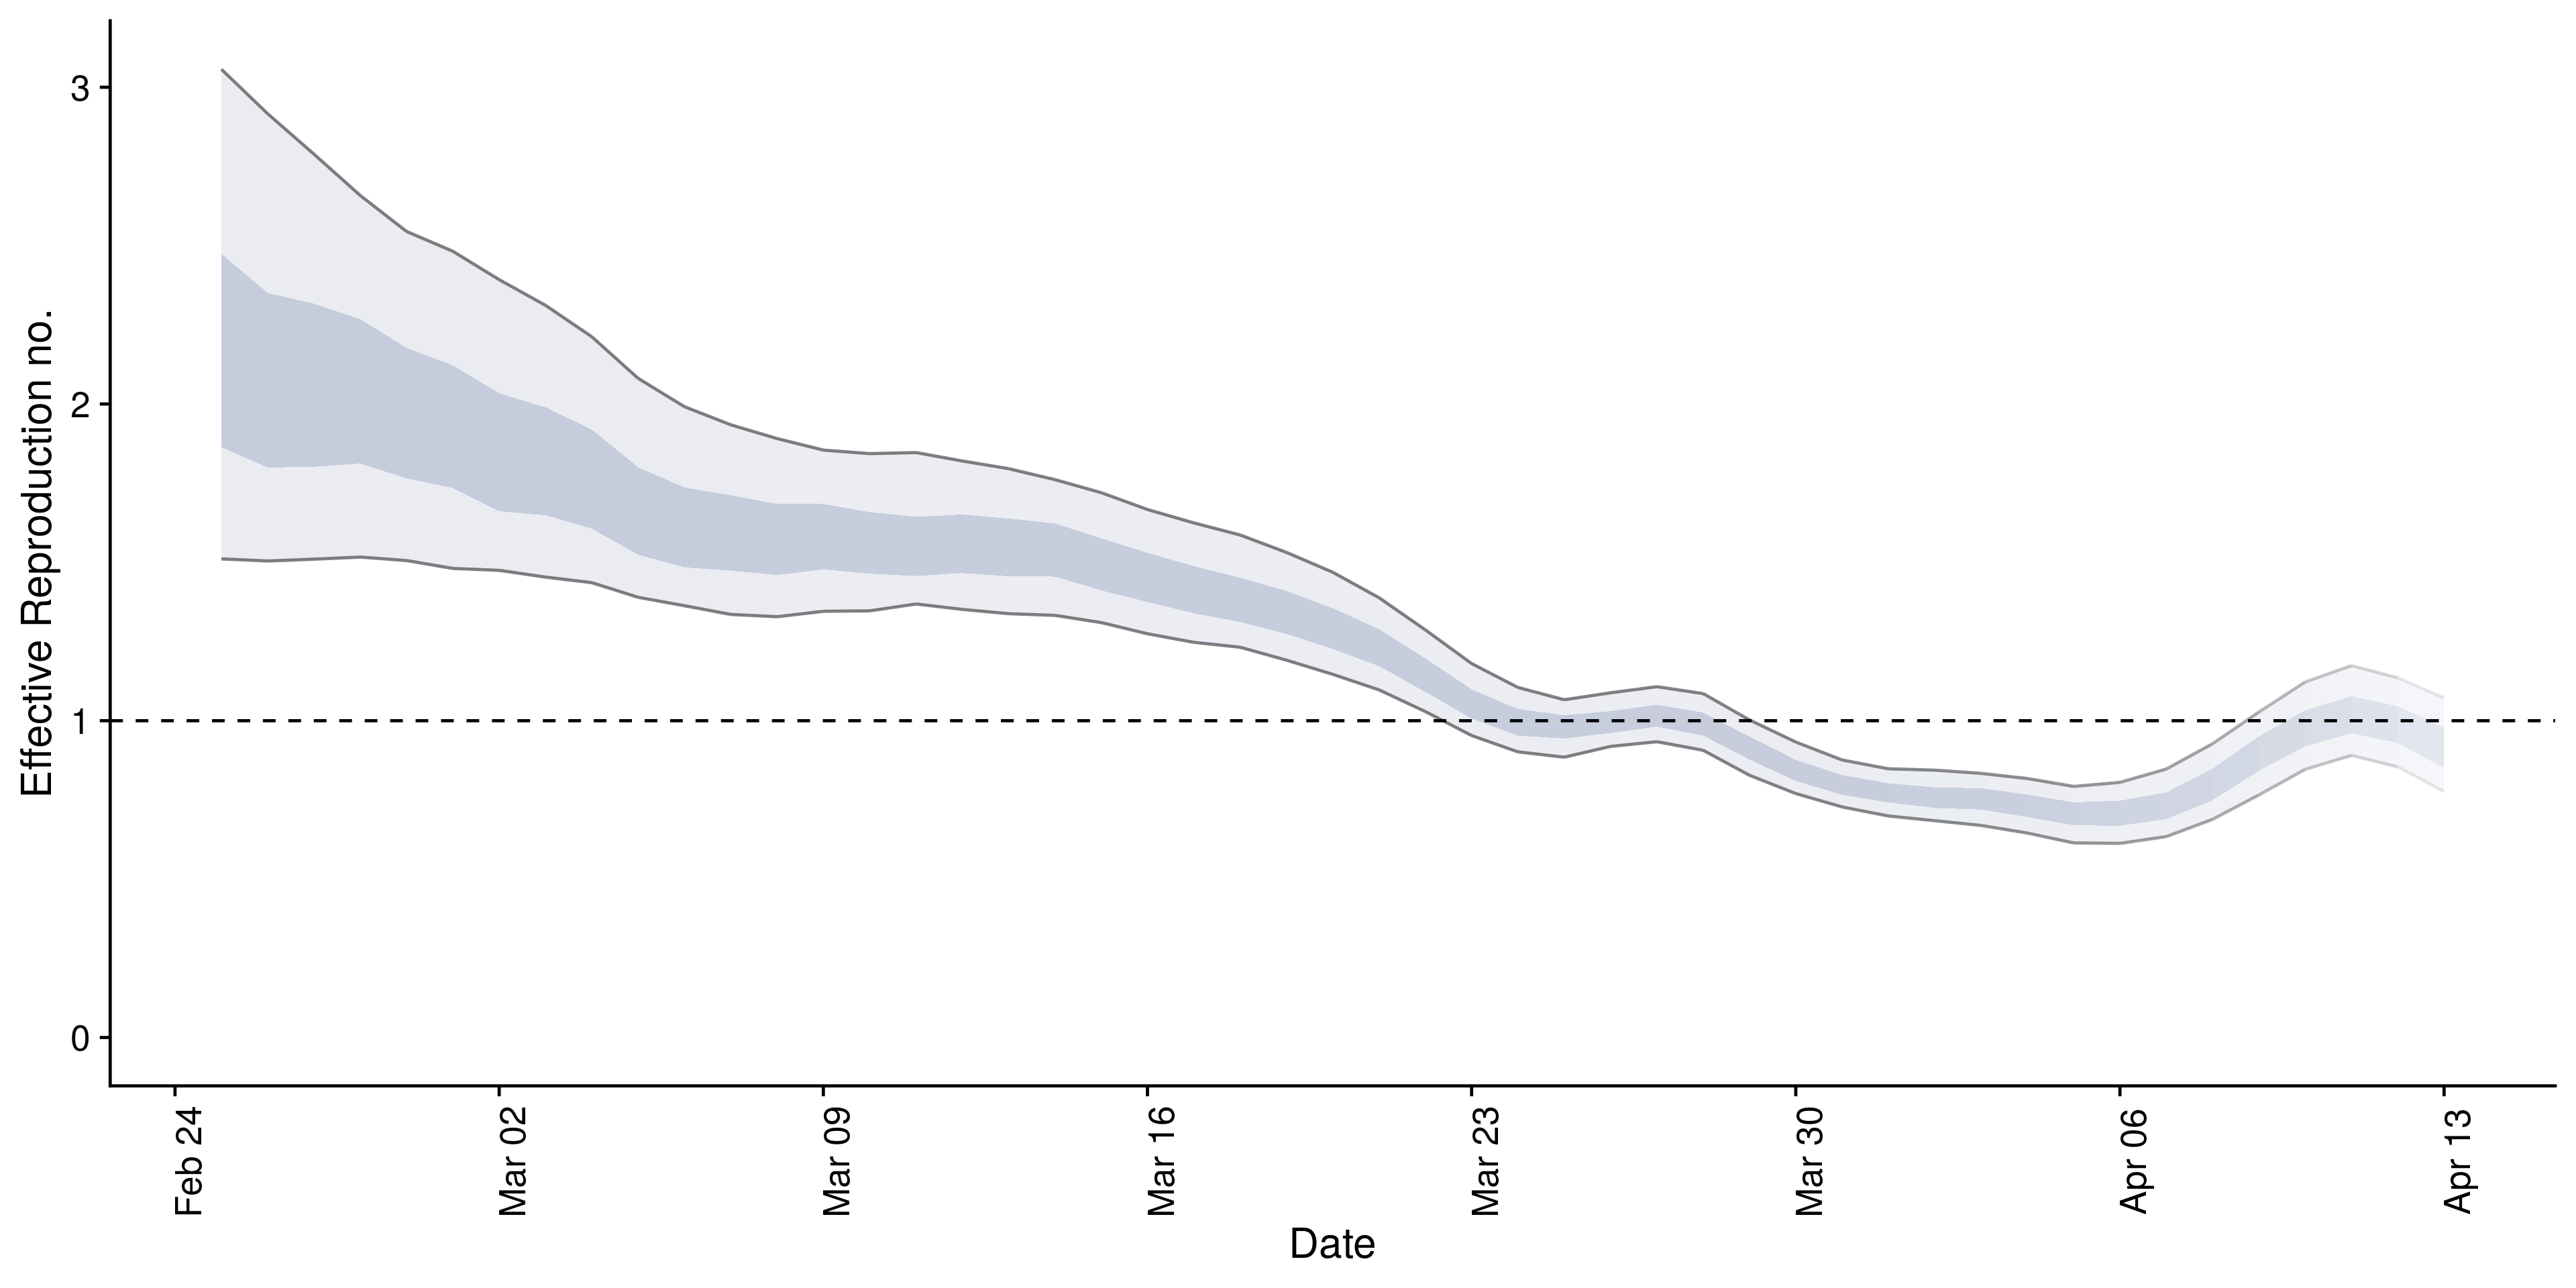 Effective Reproduction no.
3
2
1
0
Feb 24
Mar 02
Mar 09
Mar 16
Mar 23
Mar 30
Apr 06
Apr 13
Date